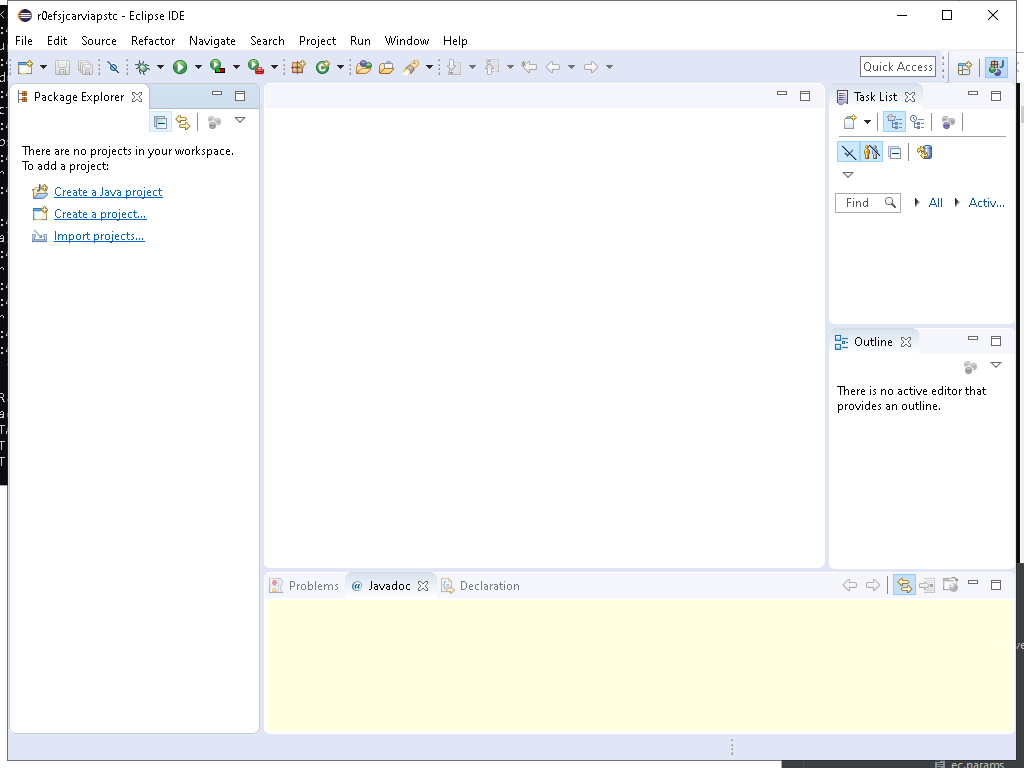 r0efsjcarviapstc - Eclipse IDE
File Edit Source Refactor Navigate Search Project Run Window Help
Quick Access
Package Explorer
There are no projects in your workspace.
To add a project:
Create a Java project
Create a project...
Import projects...
Task List
Find All Activ...
Outline
There is no active editor that
provides an outline.
Problems @ Javadoc Declaration
ec.params